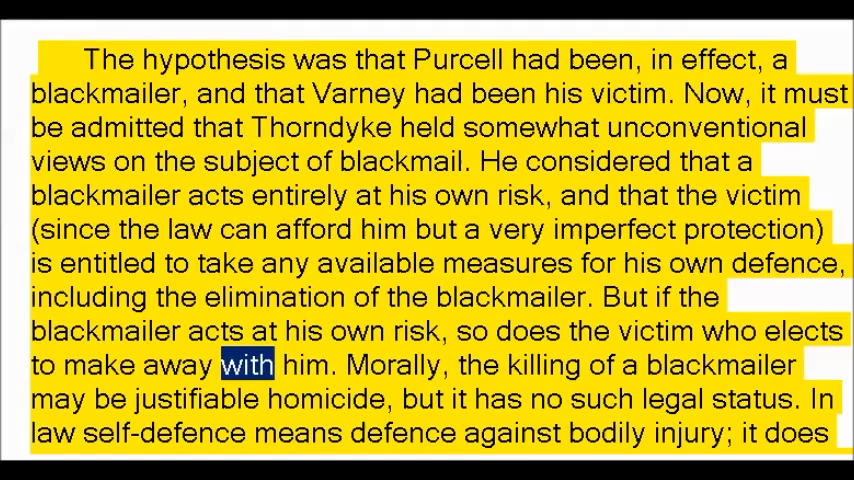 The hypothesis was that Purcell had been, in effect, a
blackmailer, and that Varney had been his victim. Now, it must
be admitted that Thorndyke held somewhat unconventional
views on the subject of blackmail. He considered that a
blackmailer acts entirely at his own risk, and that the victim
(since the law can afford him but a very imperfect protection)
is entitled to take any available measures for his own defence,
including the elimination of the blackmailer. But if the
blackmailer acts at his own risk, so does the victim who elects
to make away with him. Morally, the killing of a blackmailer
may be justifiable homicide, but it has no such legal status. In
law self-defence means defence against bodily injury; it does